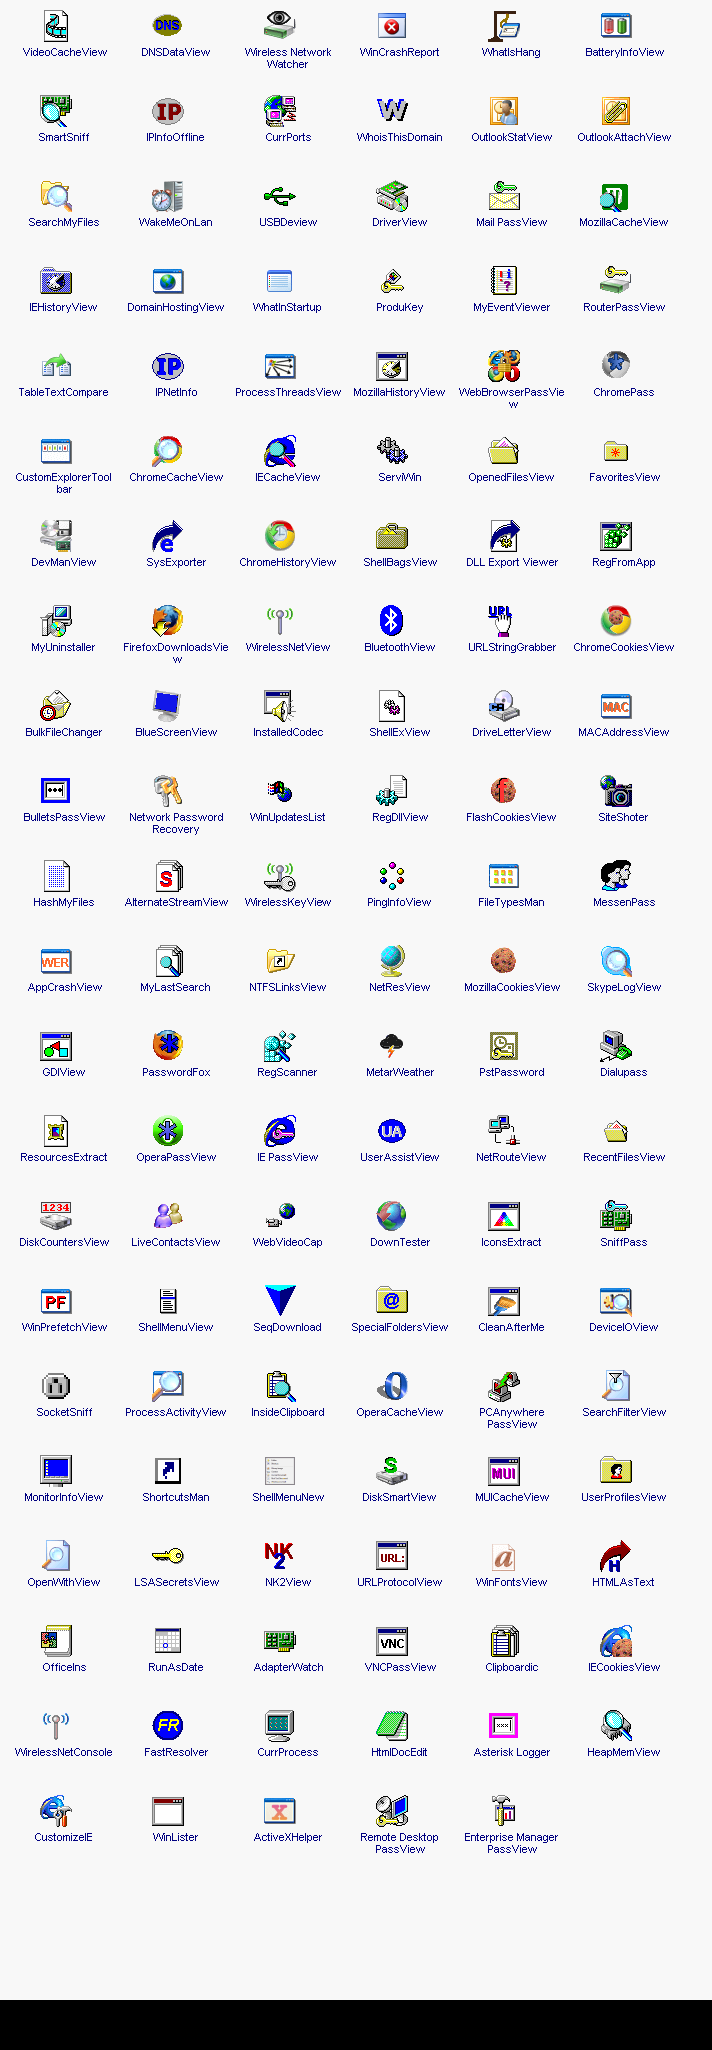 VideoCacheView DNSDataView Wireless Network Watcher WinCrashReport WhatIsHang BatteryInfoView
SmartSniff IPInfoOffline CurrPorts WhoisThisDomain OutlookStatView OutlookAttachView
SearchMyFiles WakeMeOnLan USBDeview DriverView Mail PassView MozillaCacheView
IEHistoryView DomainHostingView WhatInStartup ProduKey MyEventViewer RouterPassView
TableTextCompare IPNetInfo ProcessThreadsView MozillaHistoryView WebBrowserPassView ChromePass
CustomExplorerToolbar ChromeCacheView IECacheView ServiWin OpenedFilesView FavoritesView
DevManView SysExporter ChromeHistoryView ShellBagsView DLL Export Viewer RegFromApp
MyUninstaller FirefoxDownloadsView WirelessNetView BluetoothView URLStringGrabber ChromeCookiesView
BulkFileChanger BlueScreenView InstalledCodec ShellExView DriveLetterView MACAddressView
BulletsPassView Network Password Recovery WinUpdatesList RegDllView FlashCookiesView SiteShoter
HashMyFiles AlternateStreamView WirelessKeyView PingInfoView FileTypesMan MessenPass
AppCrashView MyLastSearch NTFSLinksView NetResView MozillaCookiesView SkypeLogView
GDIView PasswordFox RegScanner MetarWeather PstPassword Dialupass
ResourcesExtract OperaPassView IE PassView UserAssistView NetRouteView RecentFilesView
DiskCountersView LiveContactsView WebVideoCap DownTester IconsExtract SniffPass
WinPrefetchView ShellMenuView SeqDownload SpecialFoldersView CleanAfterMe DeviceIOView
SocketSniff ProcessActivityView InsideClipboard OperaCacheView PCAnywhere PassView SearchFilterView
MonitorInfoView ShortcutsMan ShellMenuNew DiskSmartView MUICacheView UserProfilesView
OpenWithView LSASecretsView NK2View URLProtocolView WinFontsView HTMLAsText
OfficeIns RunAsDate AdapterWatch VNCPassView Clipboardic IECookiesView
WirelessNetConsole FastResolver CurrProcess HtmlDocEdit Asterisk Logger HeapMemView
CustomizeIE WinLister ActiveXHelper Remote Desktop PassView Enterprise Manager PassView